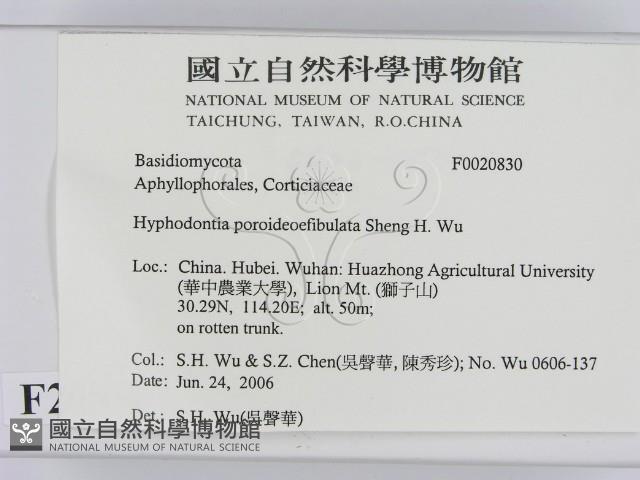 國立自然科學博物館
NATIONAL MUSEUM OF NATURAL SCIENCE
TAICHUNG, TAIWAN, R.O.CHINA
Basidiomycota F0020830
Aphyllophorales, Corticiaceae
Hyphodontia poroideoefibulata Sheng H. Wu
Loc.: China. Hubei. Wuhan: Huazhong Agricultural University
(華中農業大學), Lion Mt. (獅子山)
30.29N, 114.20E; alt. 50m;
on rotten trunk.
Col.: S.H. Wu & S.Z. Chen(吳聲華, 陳秀珍); No. Wu 0606-137
Date: Jun. 24, 2006
Det.: S.H. Wu(吳聲華)
F2
國立自然科學博物館
NATIONAL MUSEUM OF NATURAL SCIENCE